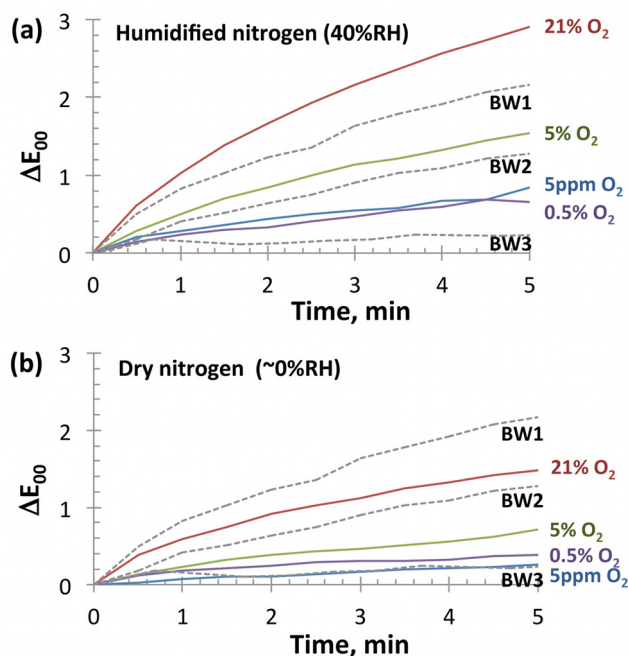 (a)
Humidified nitrogen (40%RH)
3
2
1
0
ΔE₀₀
21% O₂
BW1
5% O₂
BW2
5ppm O₂
0.5% O₂
BW3
0 1 2 3 4 5
Time, min
(b)
Dry nitrogen (~0%RH)
3
2
1
0
ΔE₀₀
BW1
21% O₂
BW2
5% O₂
0.5% O₂
BW3
5ppm O₂
0 1 2 3 4 5
Time, min